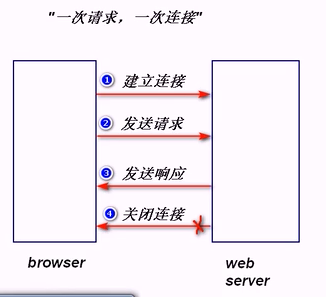 "一次请求，一次连接"
1 建立连接
2 发送请求
3 发送响应
4 关闭连接
browser
web
server